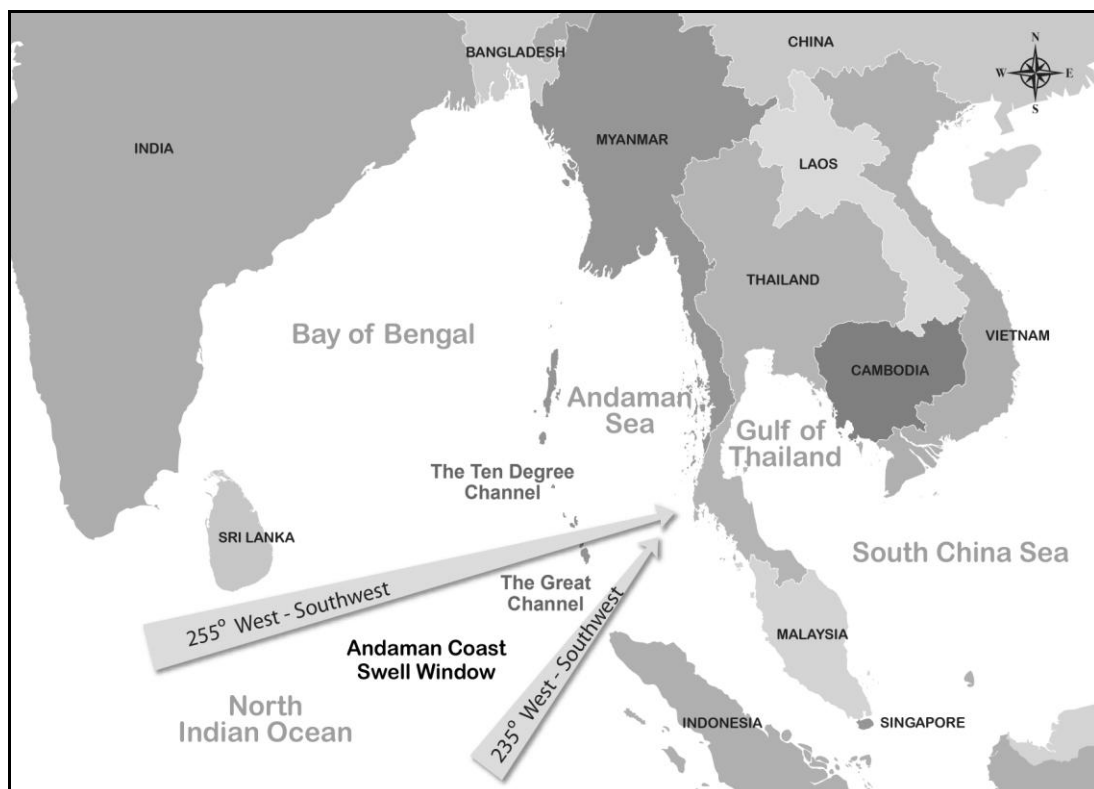 CHINA
BANGLADESH
N
W E
S
INDIA
MYANMAR
LAOS
THAILAND
VIETNAM
Bay of Bengal
CAMBODIA
Andaman
Sea
Gulf of
Thailand
The Ten Degree
Channel
SRI LANKA
South China Sea
The Great
Channel
255° West - Southwest
235° West - Southwest
Andaman Coast
Swell Window
MALAYSIA
North
Indian Ocean
INDONESIA
SINGAPORE